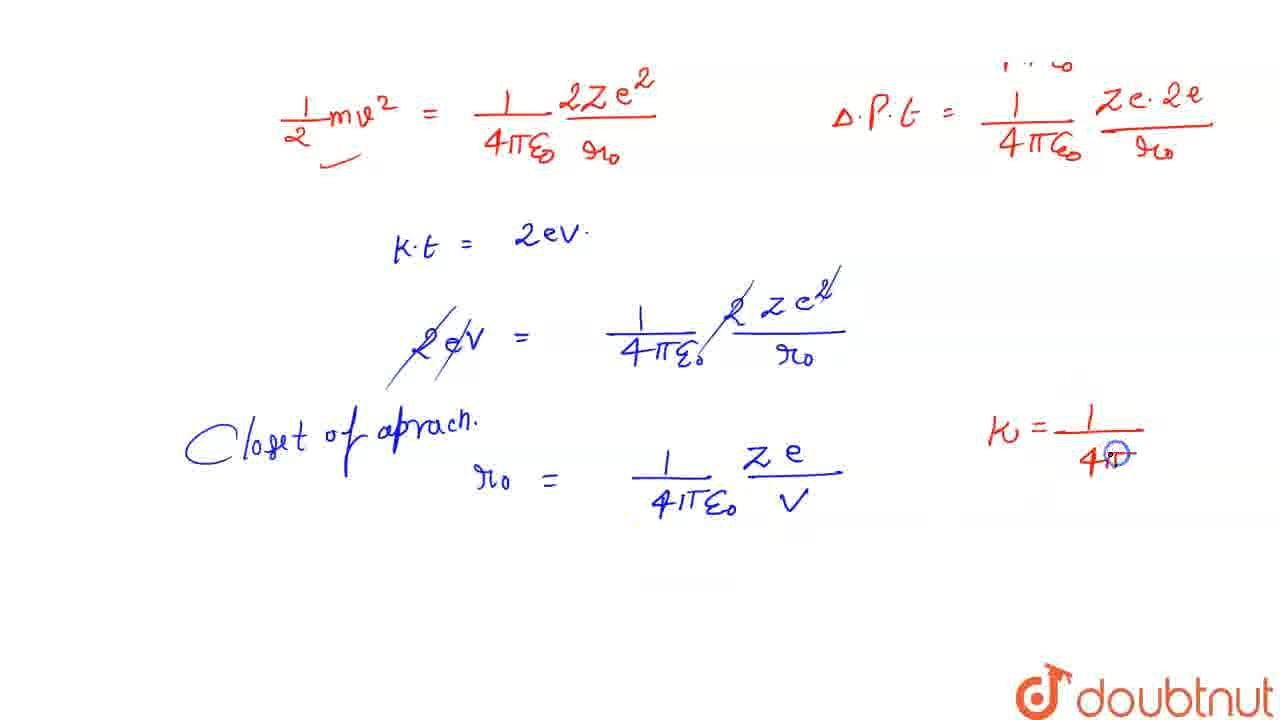 1/2 mv² = 1/4πε₀ 2Ze²/r₀
Δ.P.t = 1/4πε₀ Ze.2e/r₀
K.t = 2eV.
2eV = 1/4πε₀ 2Ze²/r₀
Closet of aprach.
r₀ = 1/4πε₀ Ze/V
K = 1/4π
doubtnut